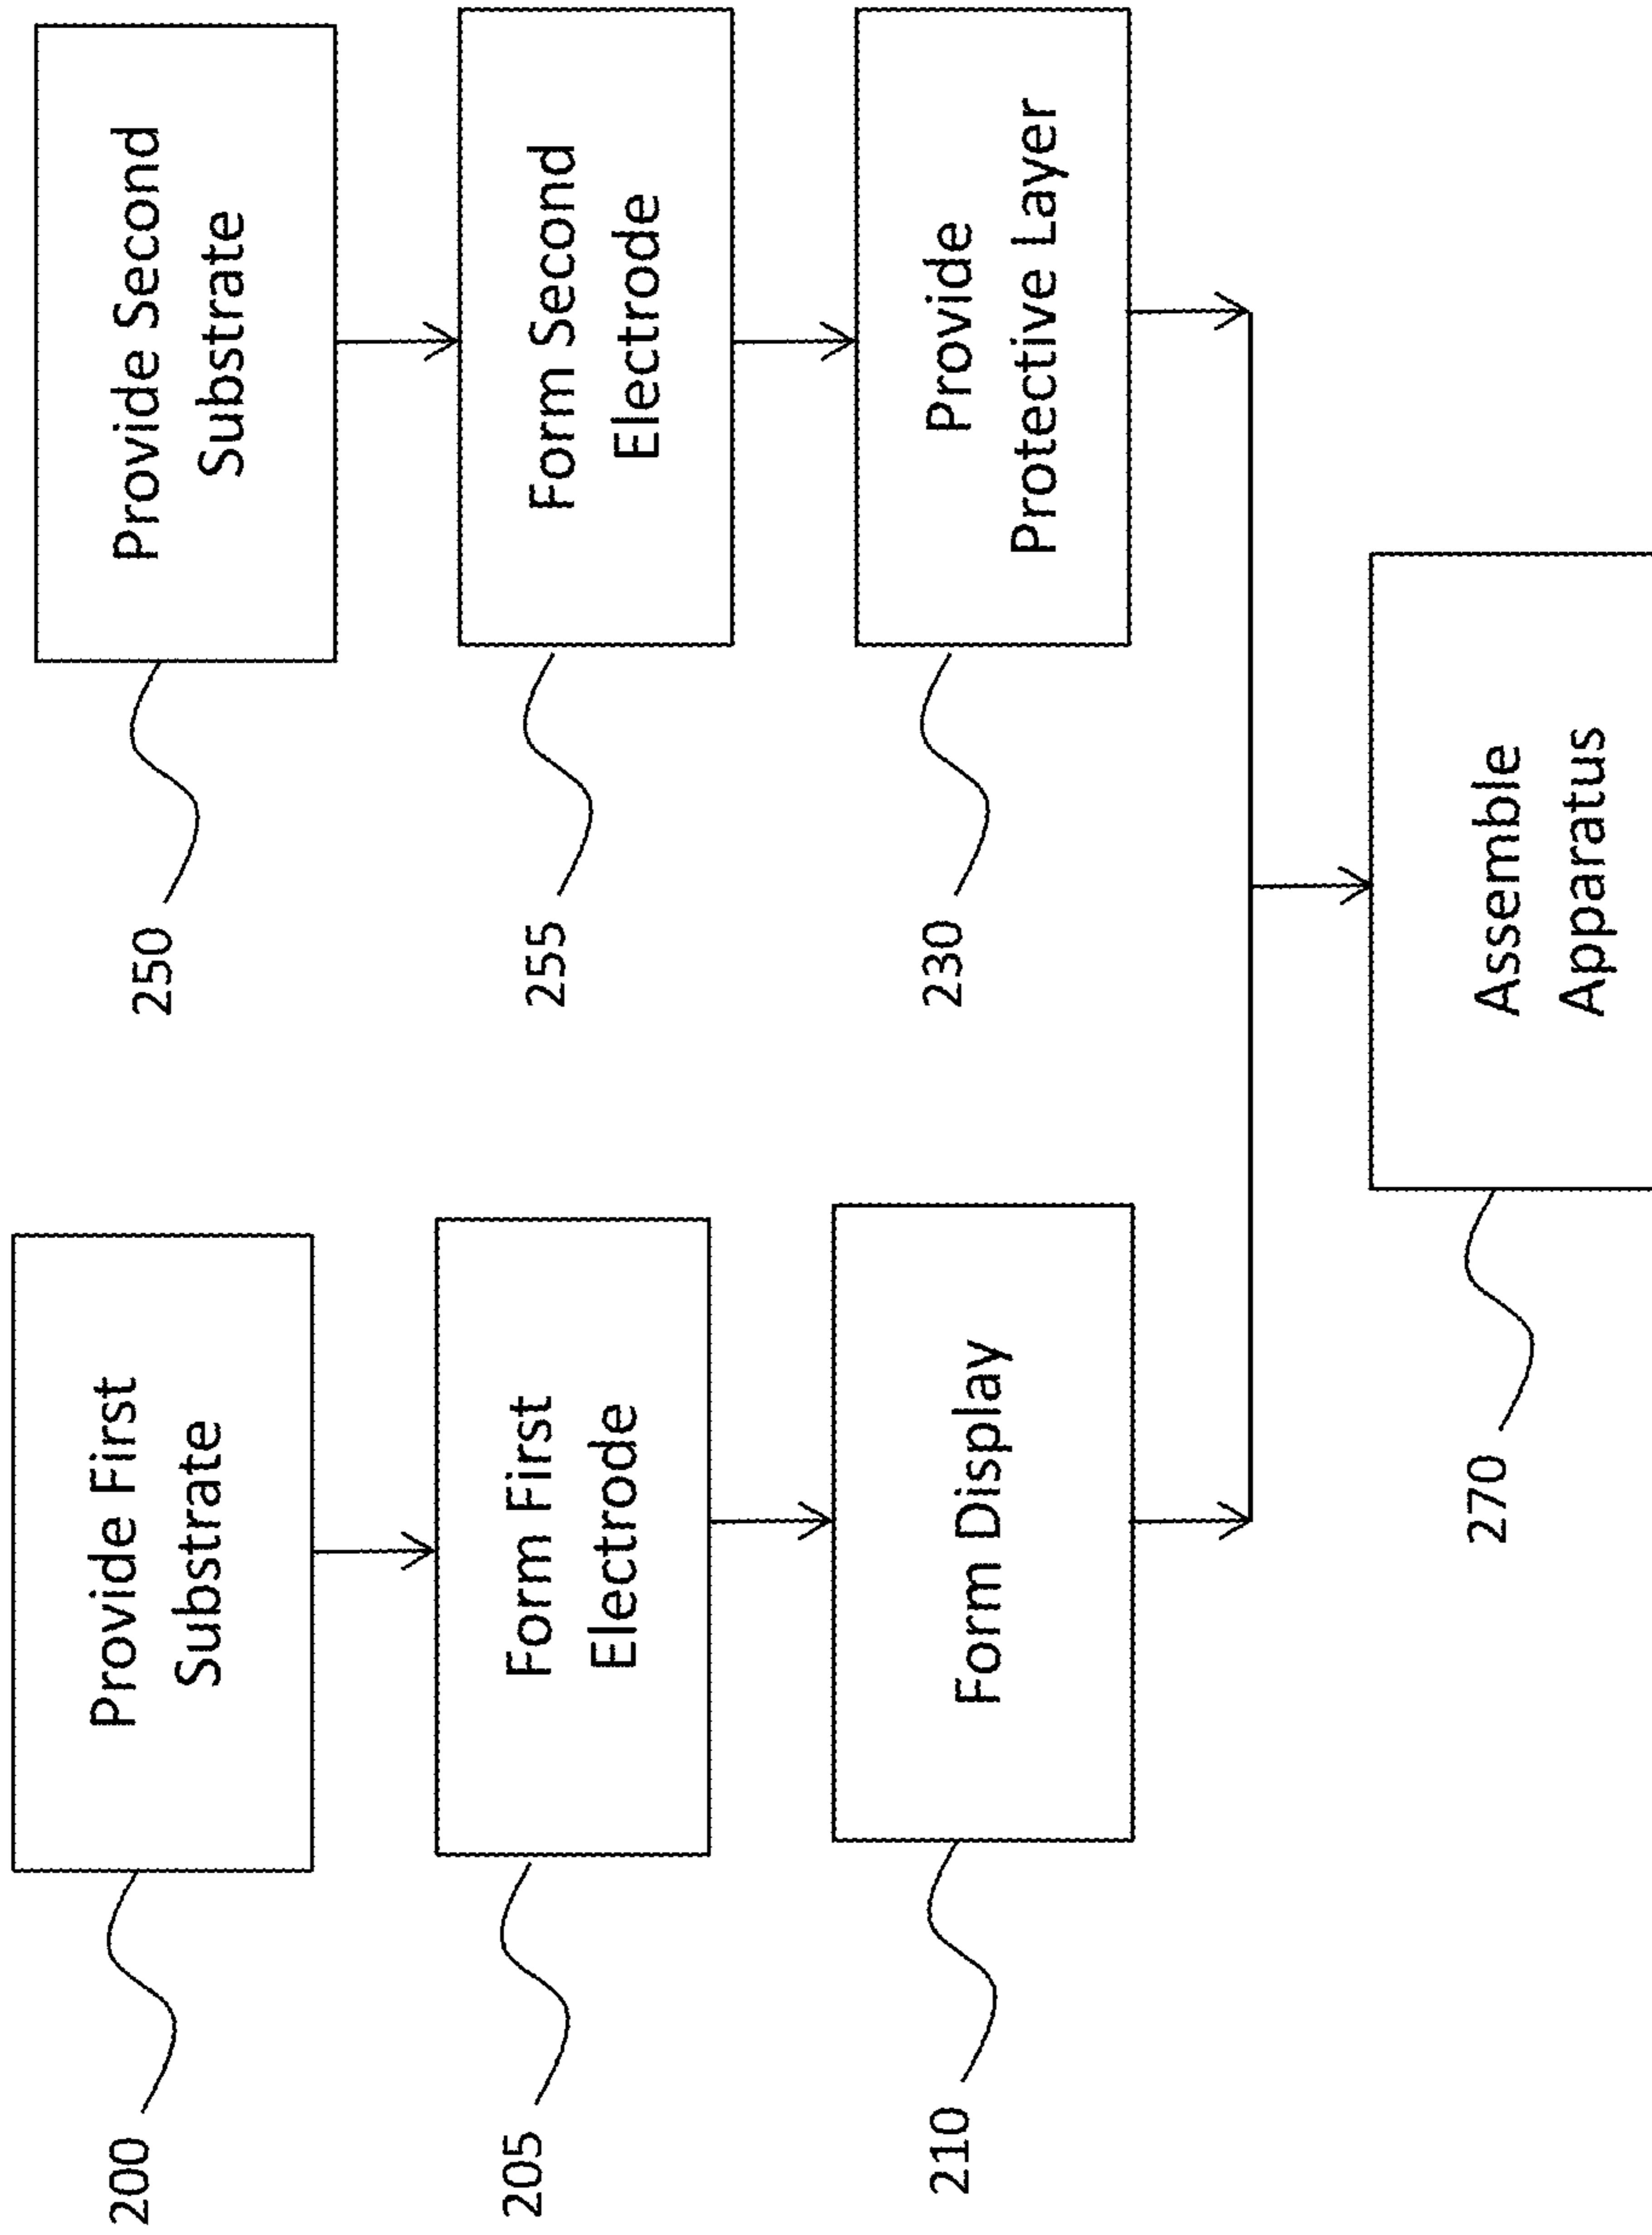 200
Provide First
Substrate
205
Form First
Electrode
210
Form Display
250
Provide Second
Substrate
255
Form Second
Electrode
230
Provide
Protective Layer
270
Assemble
Apparatus